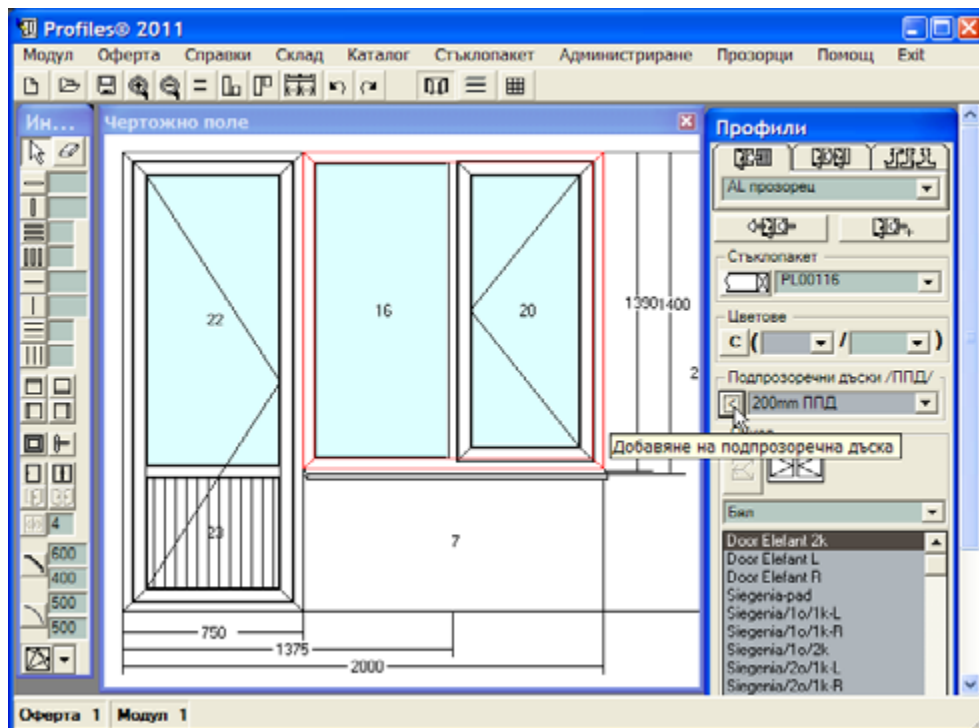 Profiles® 2011
Модул Оферта Справки Склад Каталог Стъклопакет Администриране Прозорци Помощ Exit
Ин...
Чертожно поле
Профили
AL прозорец
Стъклопакет
PL00116
Цветове
C ( / )
Подпрозоречни дъски /ППД/
200mm ППД
Добавяне на подпрозоречна дъска
Бял
Door Elefant 2k
Door Elefant L
Door Elefant R
Siegenia-pad
Siegenia/1o/1k-L
Siegenia/1o/1k-R
Siegenia/1o/2k
Siegenia/2o/1k-L
Siegenia/2o/1k-R
22
16
20
1390
1400
2
23
7
750
1375
2000
4
600
400
500
500
Оферта 1 Модул 1